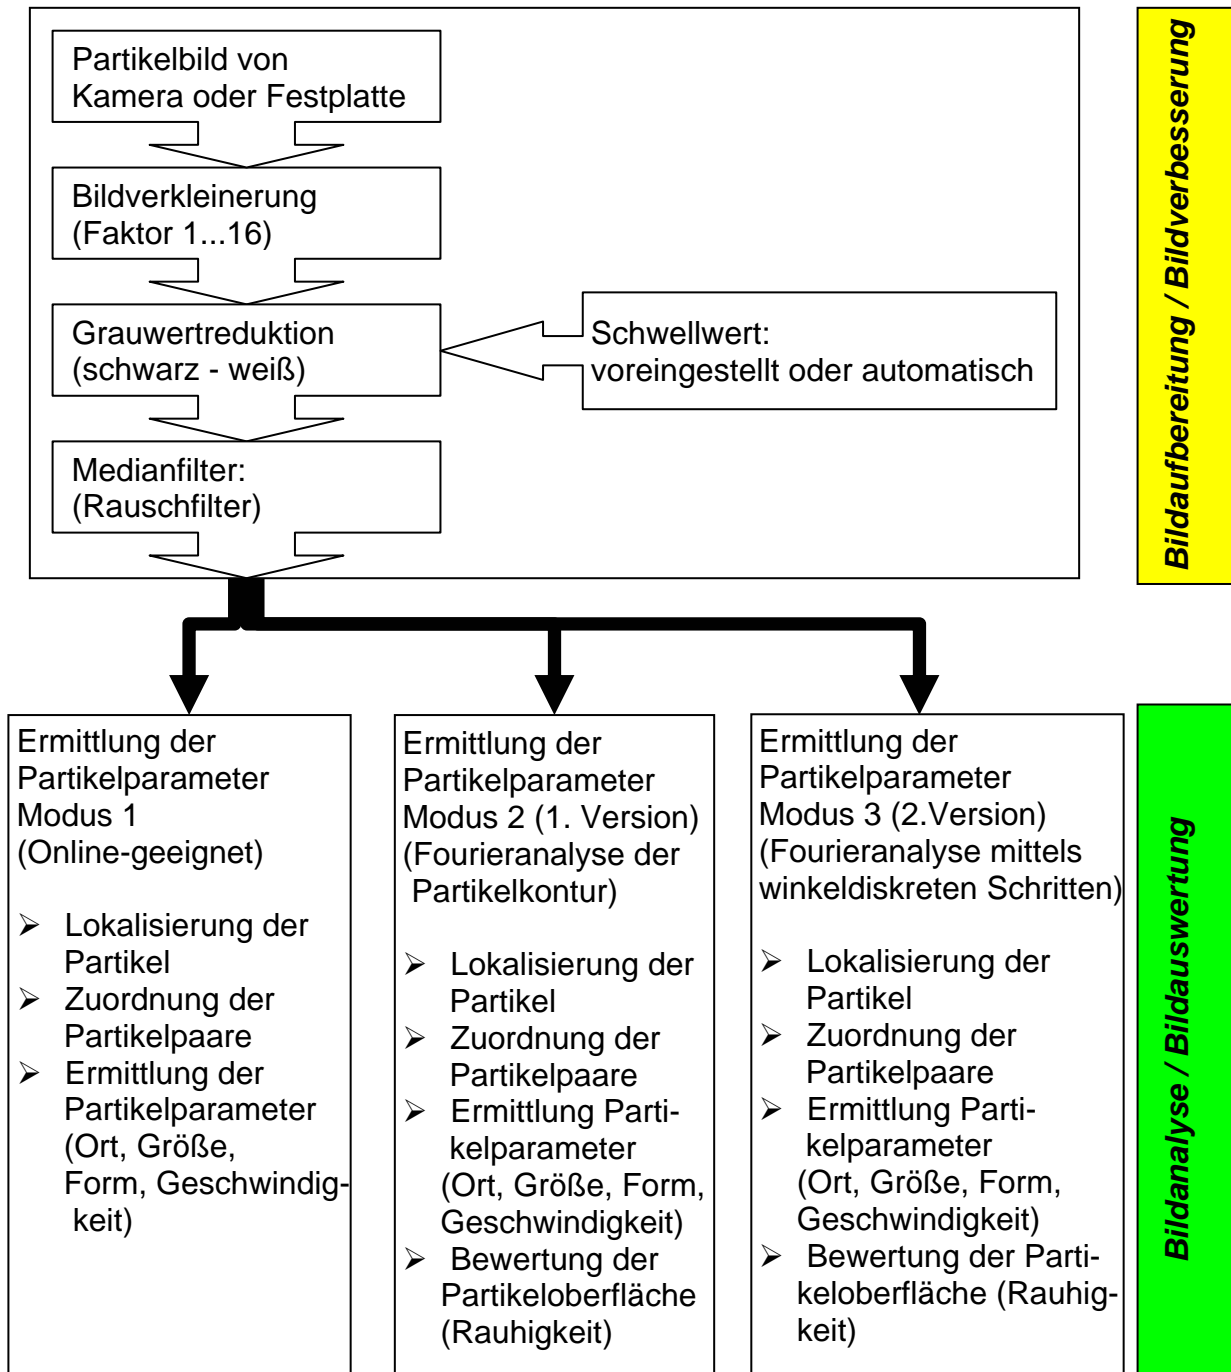 Partikelbild von
Kamera oder Festplatte
Bildverkleinerung
(Faktor 1...16)
Grauwertreduktion
(schwarz - weiß)
Schwellwert:
voreingestellt oder automatisch
Medianfilter:
(Rauschfilter)
Bildaufbereitung / Bildverbesserung
Ermittlung der
Partikelparameter
Modus 1
(Online-geeignet)
➢ Lokalisierung der
Partikel
➢ Zuordnung der
Partikelpaare
➢ Ermittlung der
Partikelparameter
(Ort, Größe,
Form, Geschwindig-
keit)
Ermittlung der
Partikelparameter
Modus 2 (1. Version)
(Fourieranalyse der
Partikelkontur)
➢ Lokalisierung der
Partikel
➢ Zuordnung der
Partikelpaare
➢ Ermittlung Parti-
kelparameter
(Ort, Größe, Form,
Geschwindigkeit)
➢ Bewertung der
Partikeloberfläche
(Rauhigkeit)
Ermittlung der
Partikelparameter
Modus 3 (2.Version)
(Fourieranalyse mittels
winkeldiskreten Schritten)
➢ Lokalisierung der
Partikel
➢ Zuordnung der
Partikelpaare
➢ Ermittlung Parti-
kelparameter
(Ort, Größe, Form,
Geschwindigkeit)
➢ Bewertung der Parti-
keloberfläche (Rauhig-
keit)
Bildanalyse / Bildauswertung